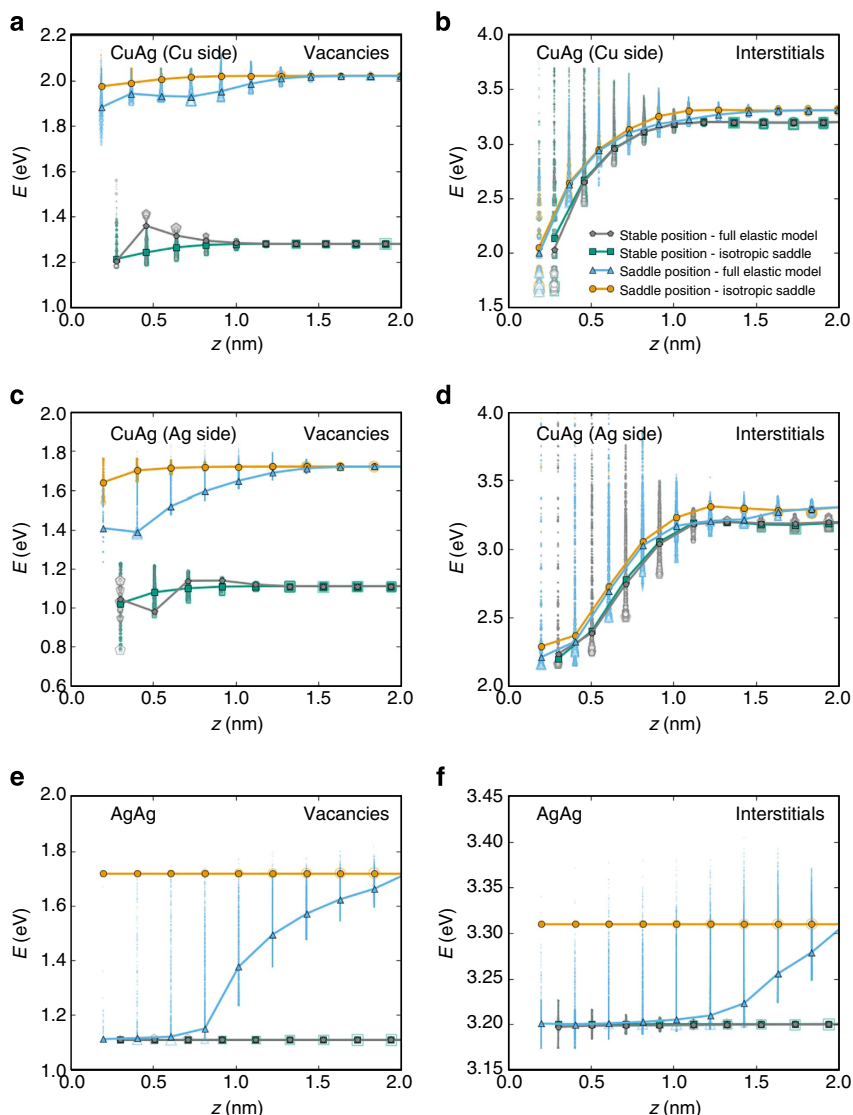 a
2.2
2.0
1.8
1.6
1.4
1.2
1.0
E (eV)
CuAg (Cu side) Vacancies
0.0 0.5 1.0 1.5 2.0
z (nm)
b
4.0
3.5
3.0
2.5
2.0
1.5
E (eV)
CuAg (Cu side) Interstitials
Stable position - full elastic model
Stable position - isotropic saddle
Saddle position - full elastic model
Saddle position - isotropic saddle
0.0 0.5 1.0 1.5 2.0
z (nm)
c
2.0
1.8
1.6
1.4
1.2
1.0
0.8
0.6
E (eV)
CuAg (Ag side) Vacancies
0.0 0.5 1.0 1.5 2.0
z (nm)
d
4.0
3.5
3.0
2.5
2.0
E (eV)
CuAg (Ag side) Interstitials
0.0 0.5 1.0 1.5 2.0
z (nm)
e
2.0
1.8
1.6
1.4
1.2
1.0
E (eV)
AgAg Vacancies
0.0 0.5 1.0 1.5 2.0
z (nm)
f
3.45
3.40
3.35
3.30
3.25
3.20
3.15
E (eV)
AgAg Interstitials
0.0 0.5 1.0 1.5 2.0
z (nm)